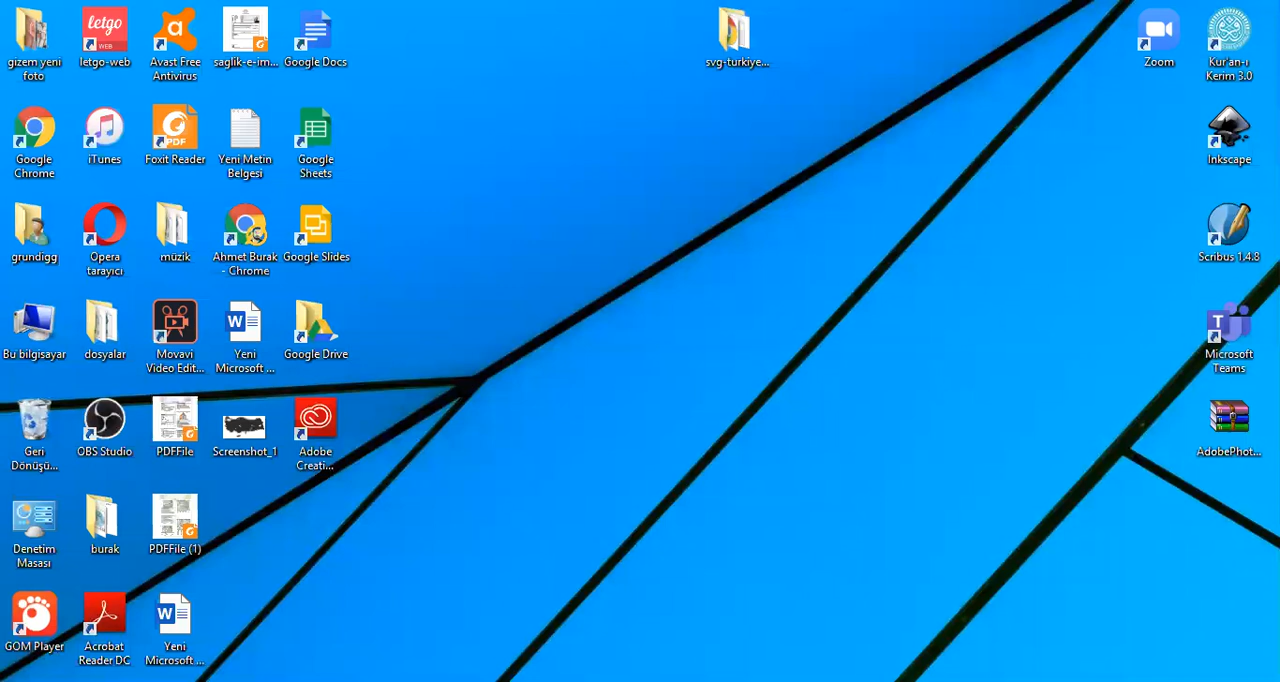 gizem yeni
foto
letgo
WEB
letgo-web
Avast Free
Antivirus
saglik-e-im...
Google Docs
svg-turkiye...
Zoom
Kur'an-ı
Kerim 3.0
Google
Chrome
iTunes
PDF
Foxit Reader
Yeni Metin
Belgesi
Google
Sheets
Inkscape
grundigg
Opera
tarayıcı
müzik
Ahmet Burak
- Chrome
Google Slides
Scribus 1.4.8
Bu bilgisayar
dosyalar
Movavi
Video Edit...
W
Yeni
Microsoft ...
Google Drive
T
Microsoft
Teams
Geri
Dönüşü...
OBS Studio
PDFFile
Screenshot_1
Adobe
Creati...
AdobePhot...
Denetim
Masası
burak
PDFFile (1)
GOM Player
Acrobat
Reader DC
W
Yeni
Microsoft ...